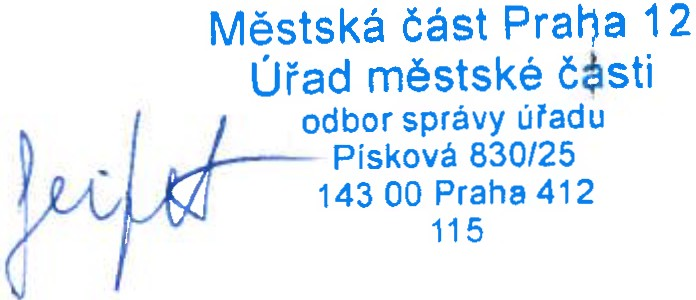 Městská část Praha 12
Úřad městské části
odbor správy úřadu
Písková 830/25
143 00 Praha 412
115